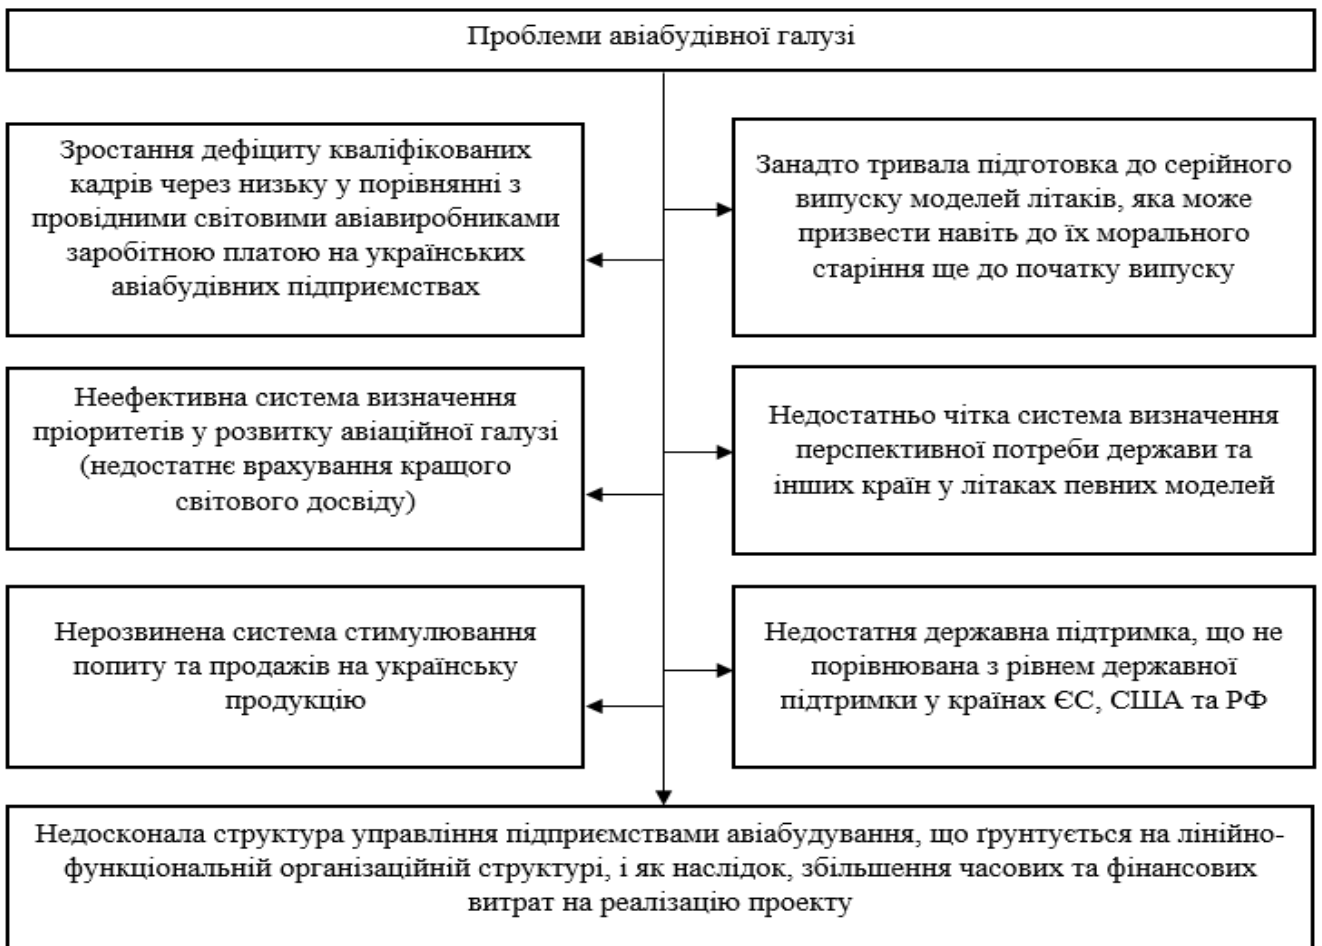 Проблеми авіабудівної галузі
Зростання дефіциту кваліфікованих
кадрів через низьку у порівнянні з
провідними світовими авіавиробниками
заробітною платою на українських
авіабудівних підприємствах
Занадто тривала підготовка до серійного
випуску моделей літаків, яка може
призвести навіть до їх морального
старіння ще до початку випуску
Неефективна система визначення
пріоритетів у розвитку авіаційної галузі
(недостатнє врахування кращого
світового досвіду)
Недостатньо чітка система визначення
перспективної потреби держави та
інших країн у літаках певних моделей
Нерозвинена система стимулювання
попиту та продажів на українську
продукцію
Недостатня державна підтримка, що не
порівнювана з рівнем державної
підтримки у країнах ЄС, США та РФ
Недосконала структура управління підприємствами авіабудування, що ґрунтується на лінійно-
функціональній організаційній структурі, і як наслідок, збільшення часових та фінансових
витрат на реалізацію проекту